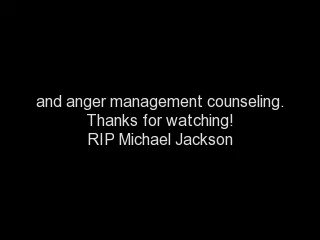 and anger management counseling.
Thanks for watching!
RIP Michael Jackson